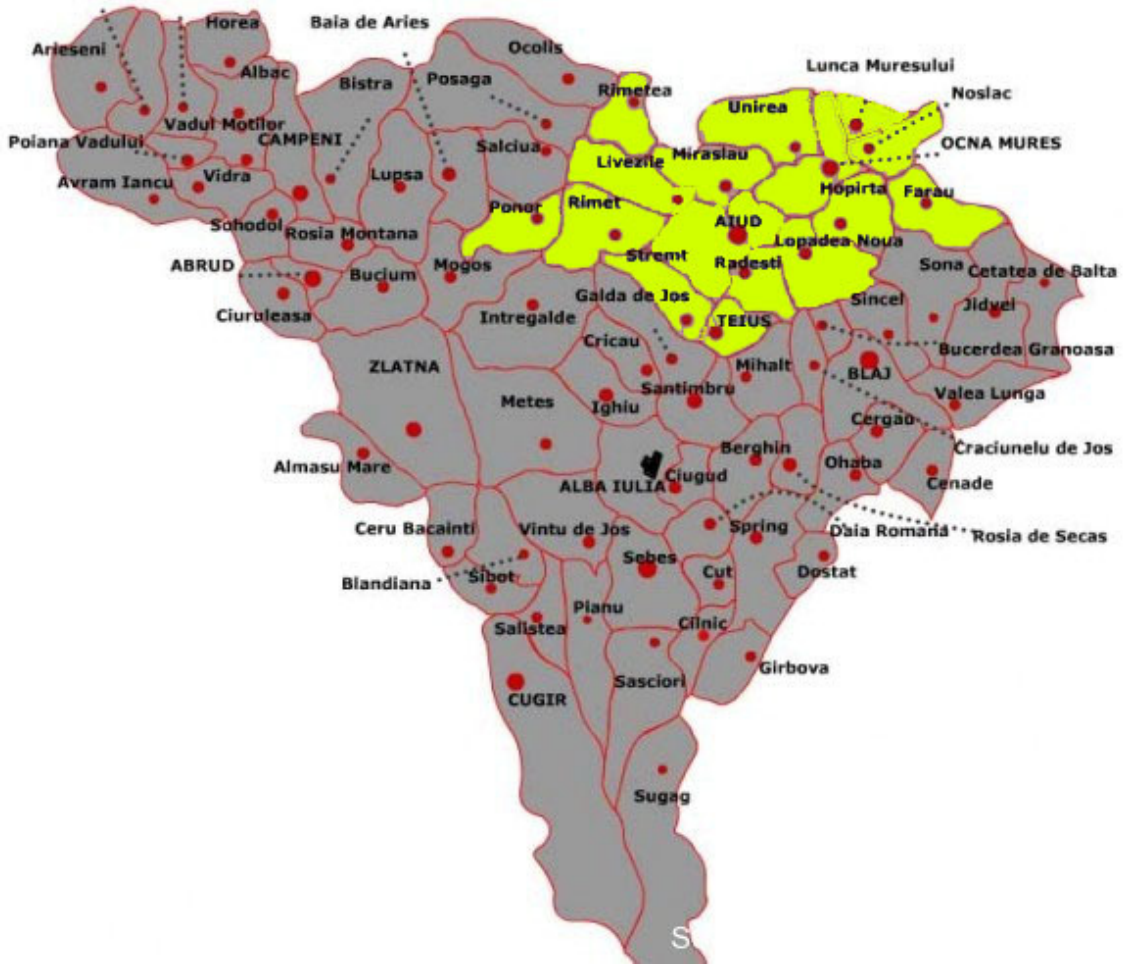 Horea
Baia de Aries
Arieseni
Ocolis
Albac
Bistra
Posaga
Lunca Muresului
Rimetea
Unirea
Noslac
Vadul Motilor
Poiana Vadului
CAMPENI
OCNA MURES
Salciua
Livezile
Miraslau
Avram Iancu
Vidra
Lupsa
Hopirta
Farau
Ponor
Rimet
Sohodol
AIUD
Rosia Montana
Lopadea Noua
Stremt
ABRUD
Bucium
Mogos
Radesti
Sona
Cetatea de Balta
Galda de Jos
Sincel
Jidvei
Ciuruleasa
Intregalde
TEIUS
Cricau
Bucerdea Granoasa
ZLATNA
Mihalt
BLAJ
Santimbru
Valea Lunga
Metes
Ighiu
Cergao
Berghin
Craciunelu de Jos
Almasu Mare
Ciugud
Ohaba
ALBA IULIA
Cenade
Ceru Bacainti
Vintu de Jos
Spring
Daia Romana
Rosia de Secas
Sebes
Blandiana
Sibot
Cut
Dostat
Pianu
Salistea
Cilnic
Girbova
Sasciori
CUGIR
Sugag
S